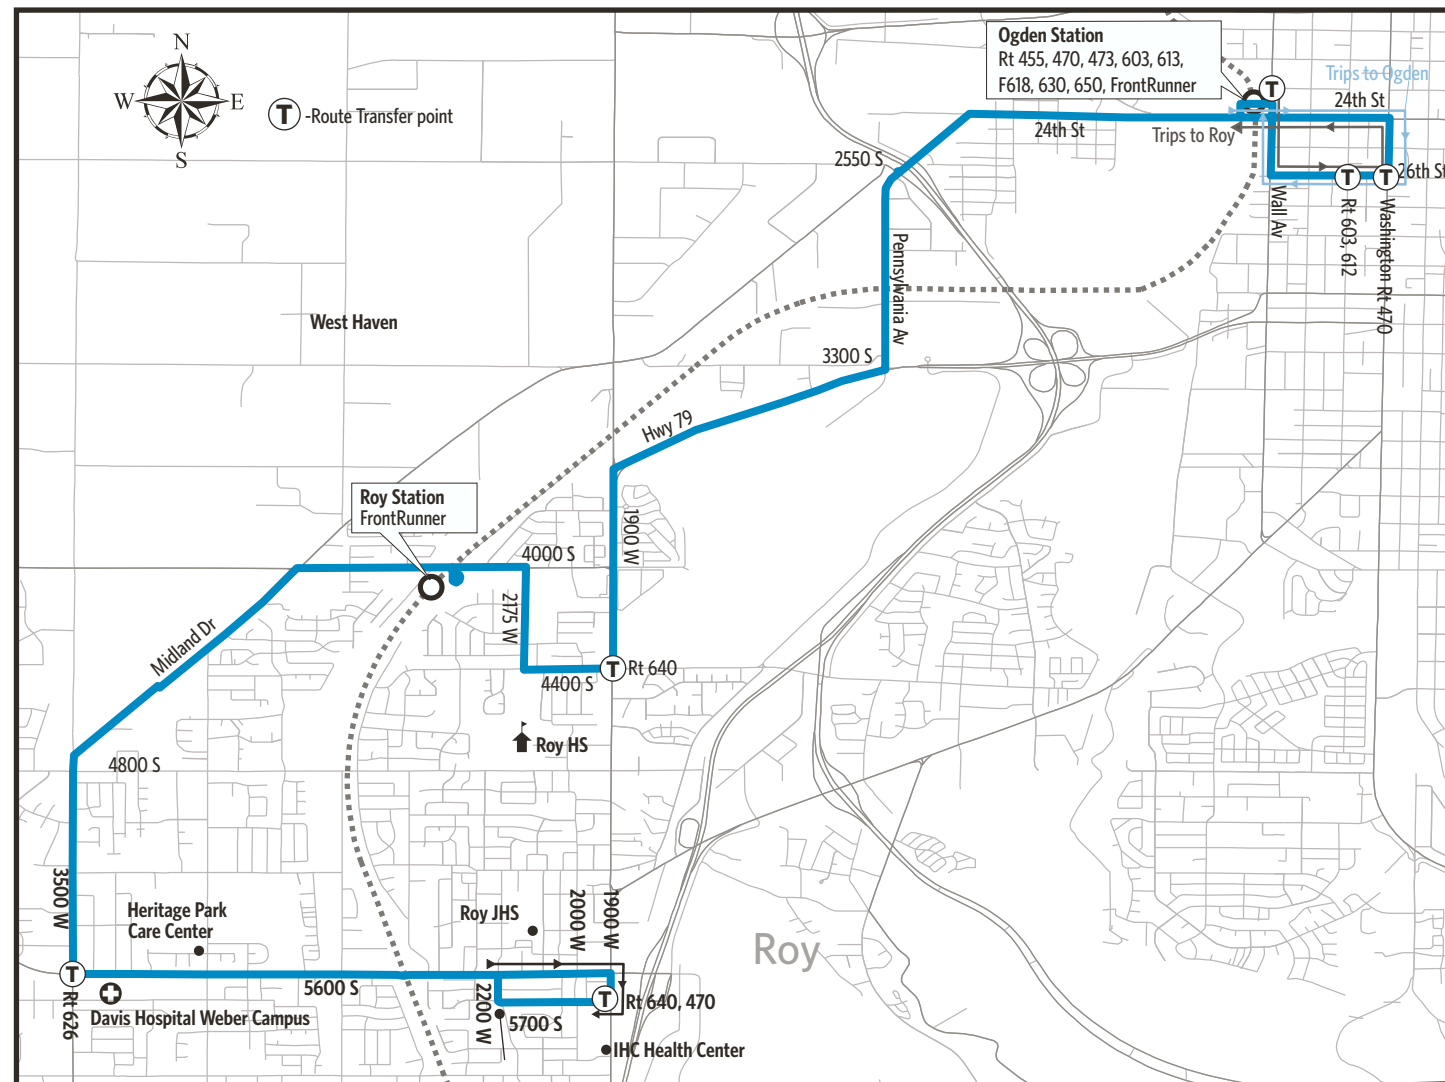 N
W
E
S
T
-Route Transfer point
Ogden Station
Rt 455, 470, 473, 603, 613,
F618, 630, 650, FrontRunner
T
Trips to Ogden
24th St
24th St
Trips to Roy
2550 S
T
T
26th St
Wall Av
Rt 603, 612
Washington Rt 470
Pennsylvania Av
West Haven
3300 S
Hwy 79
Roy Station
FrontRunner
1900 W
4000 S
2175 W
Midland Dr
T
Rt 640
4400 S
Roy HS
4800 S
3500 W
Heritage Park
Care Center
Roy JHS
2000 W
1900 W
Roy
T
Rt 626
5600 S
2200 W
T
Rt 640, 470
5700 S
Davis Hospital Weber Campus
IHC Health Center